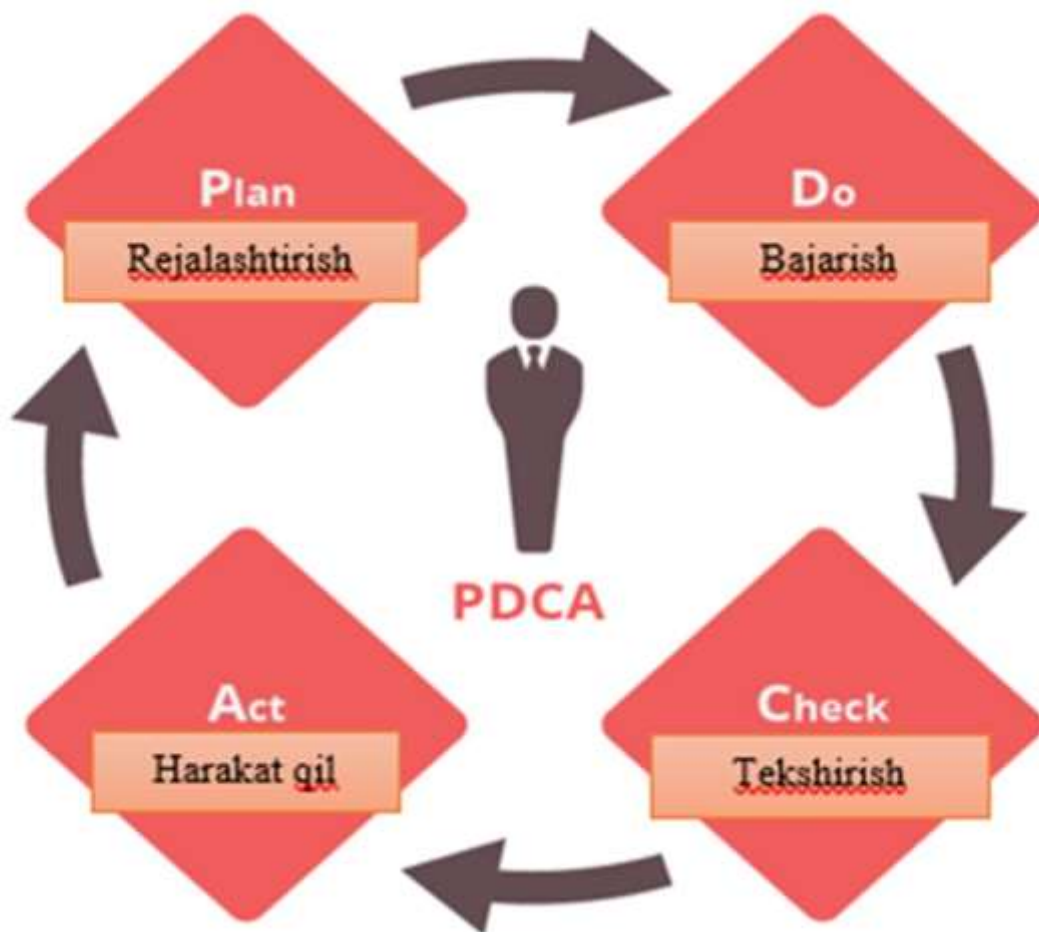 Plan
Rejalashtirish
Do
Bajarish
PDCA
Act
Harakat qil
Check
Tekshirish